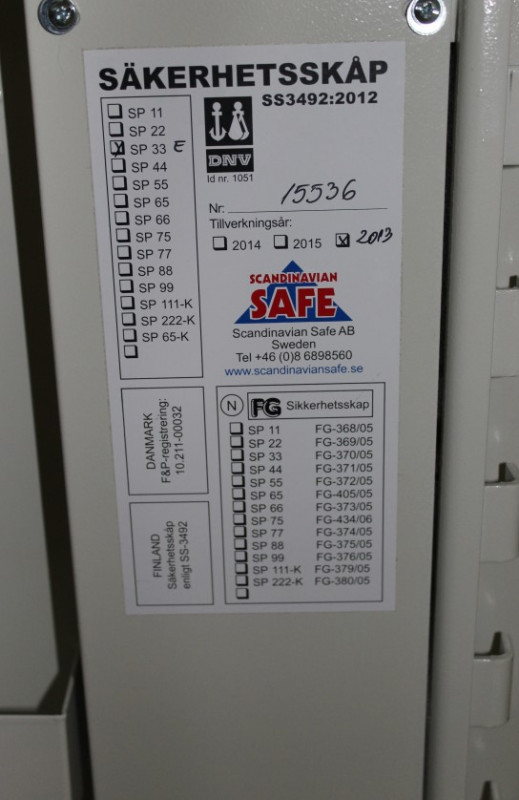 SÄKERHETSSKÅP
SS3492:2012
SP 11
SP 22
SP 33 E
SP 44
SP 55
SP 65
SP 66
SP 75
SP 77
SP 88
SP 99
SP 111-K
SP 222-K
SP 65-K
DNV
Id nr. 1051
Nr: 15536
Tillverkningsår:
2014 2015 2013
SCANDINAVIAN
SAFE
Scandinavian Safe AB
Sweden
Tel +46 (0)8 6898560
www.scandinaviansafe.se
DANMARK
F&P-registrering:
10.211-00032
FINLAND
Säkerhetsskåp
enligt SS-3492
N FG Sikkerhetsskap
SP 11 FG-368/05
SP 22 FG-369/05
SP 33 FG-370/05
SP 44 FG-371/05
SP 55 FG-372/05
SP 65 FG-405/05
SP 66 FG-373/05
SP 75 FG-434/06
SP 77 FG-374/05
SP 88 FG-375/05
SP 99 FG-376/05
SP 111-K FG-379/05
SP 222-K FG-380/05